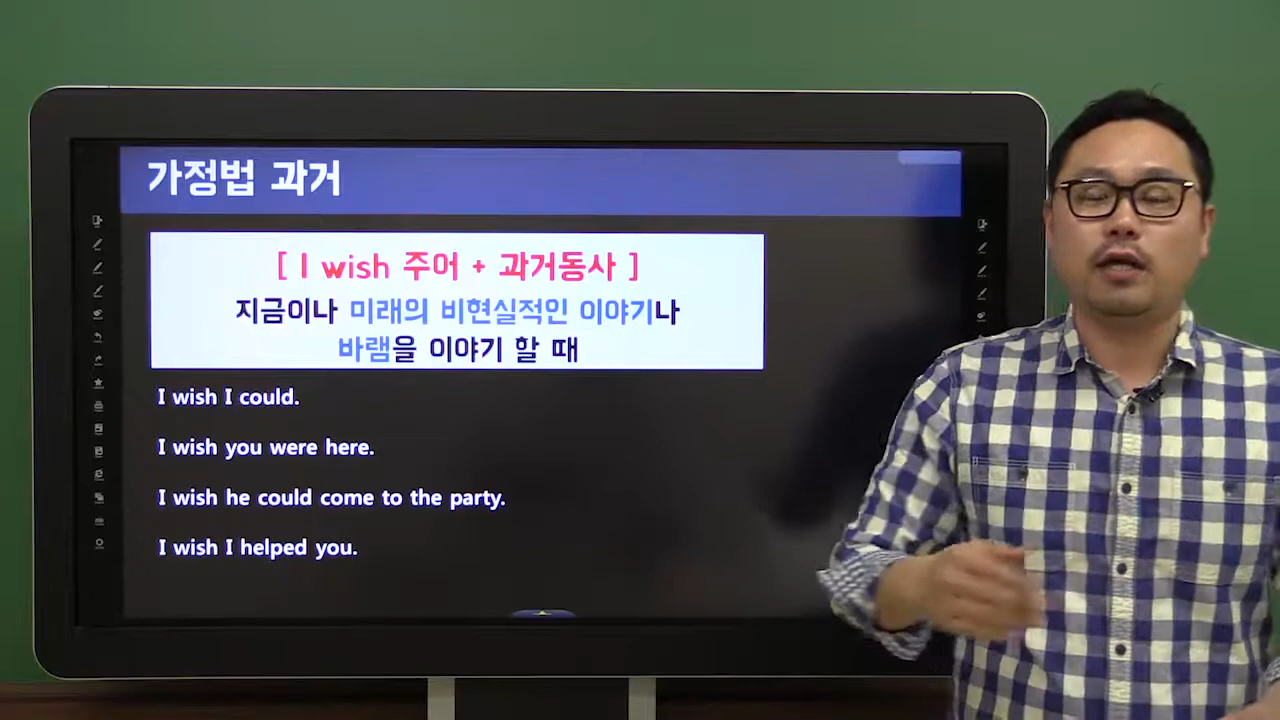 가정법 과거
[ I wish 주어 + 과거동사 ]
지금이나 미래의 비현실적인 이야기나
바램을 이야기 할 때
I wish I could.
I wish you were here.
I wish he could come to the party.
I wish I helped you.